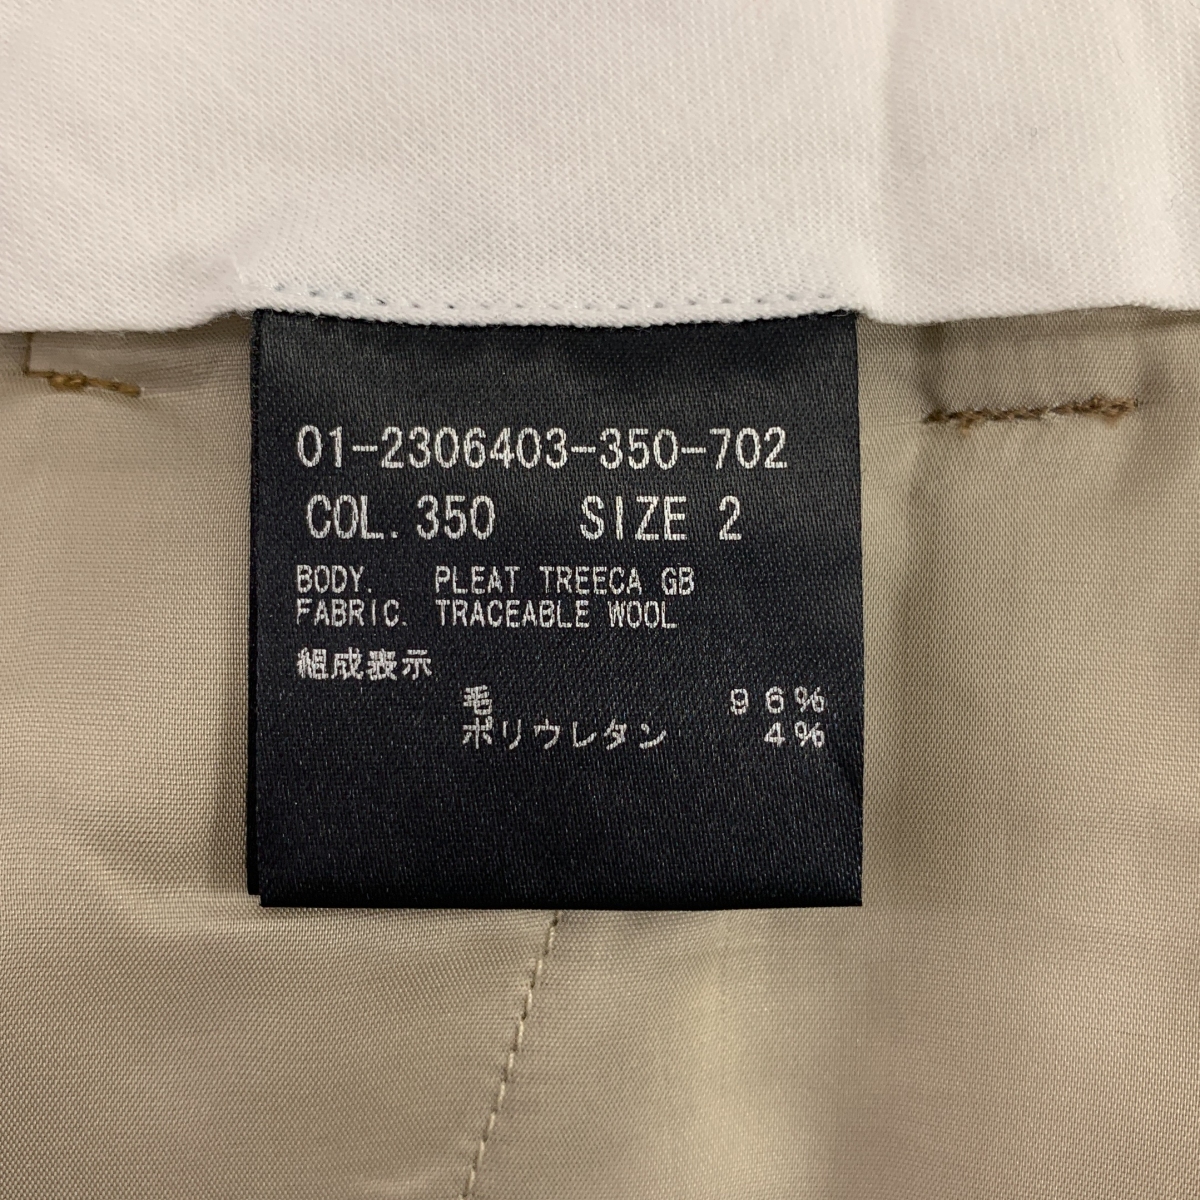 01-2306403-350-702
COL. 350 SIZE 2
BODY. PLEAT TREECA GB
FABRIC. TRACEABLE WOOL
組成表示
毛 96%
ポリウレタン 4%